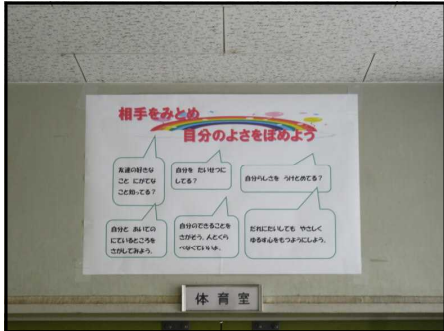 相手をみとめ
自分のよさをほめよう
友達の好きな
こと にがてな
こと知ってる？
自分を たいせつに
してる？
自分らしさを うけとめてる？
自分と あいての
にているところを
さがしてみよう．
自分のできることを
さがそう．人とくら
べなくていいよ．
だれにたいしても やさしく
ゆるす心をもつようにしよう．
体育室